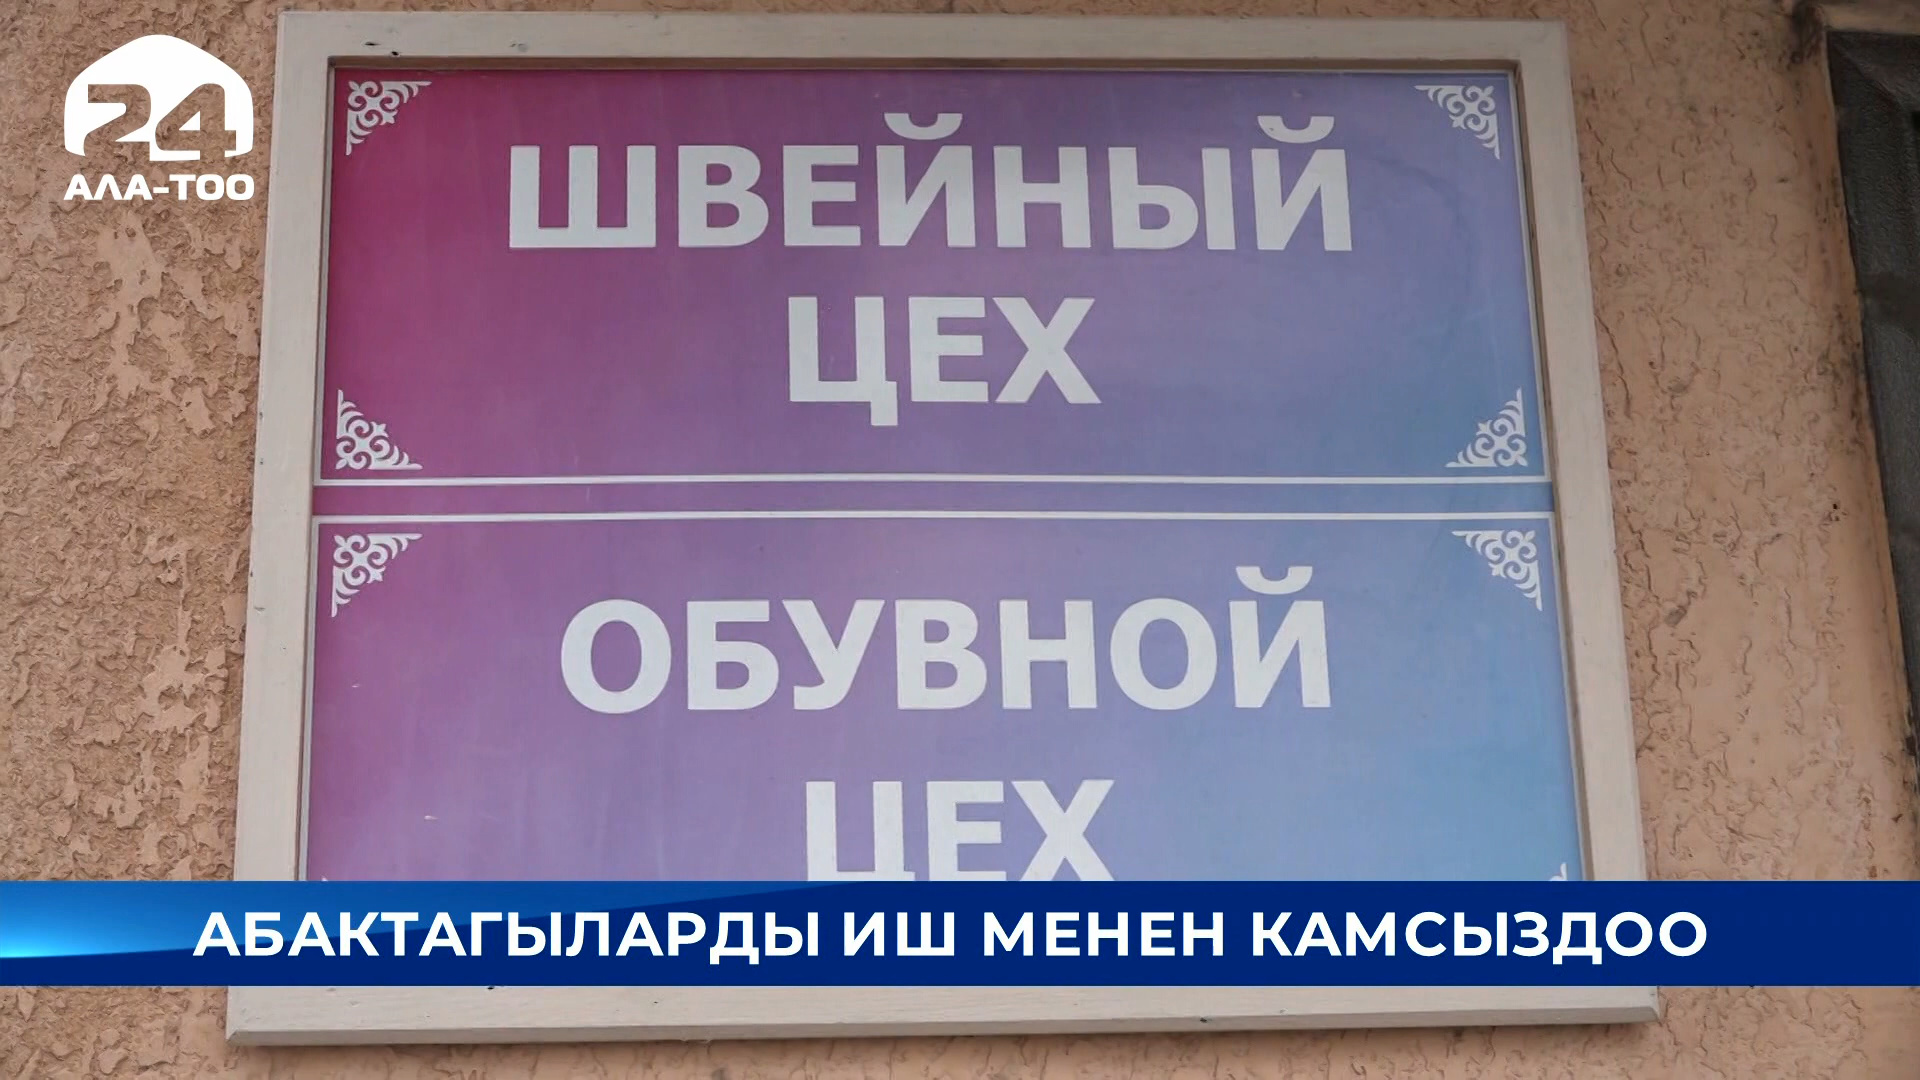 24
АЛА-ТОО
ШВЕЙНЫЙ
ЦЕХ
ОБУВНОЙ
ЦЕХ
АБАКТАГЫЛАРДЫ ИШ МЕНЕН КАМСЫЗДОО